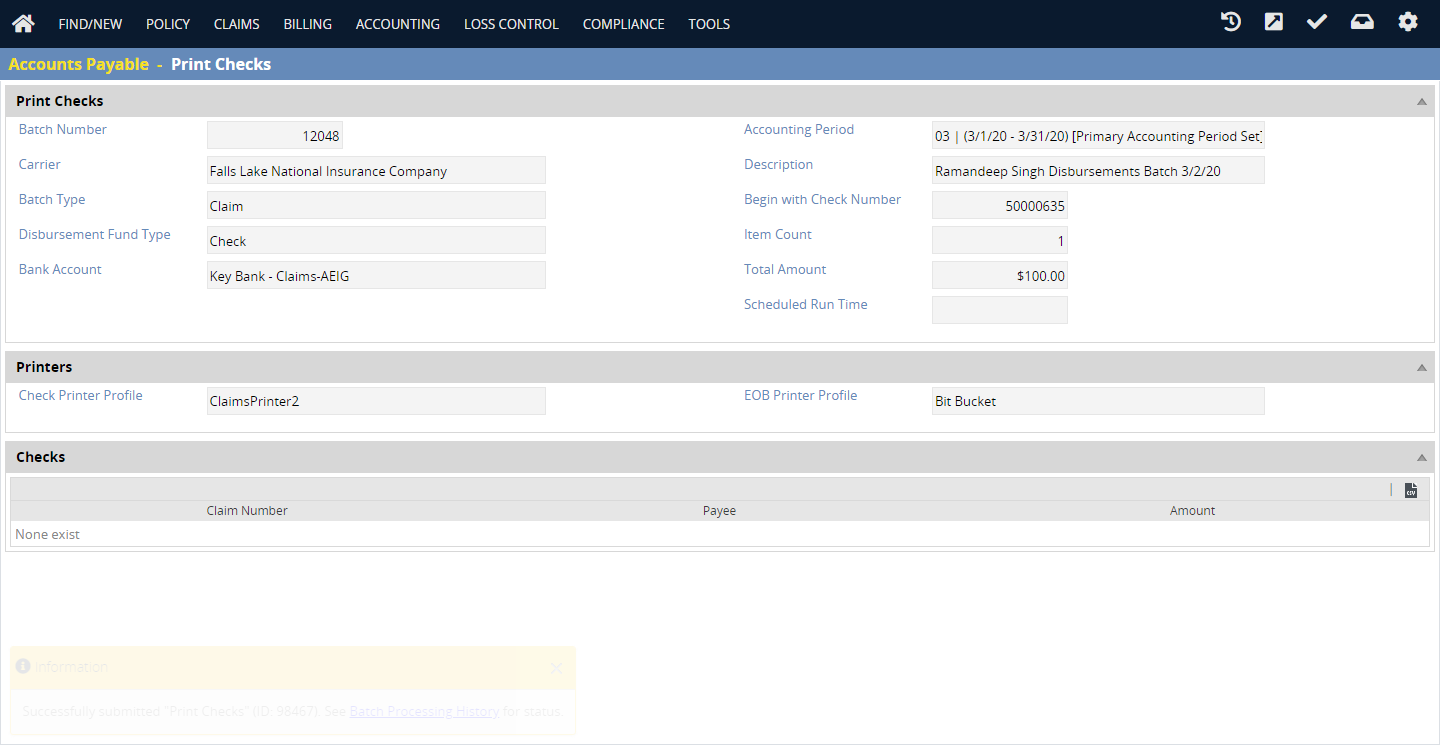 FIND/NEW POLICY CLAIMS BILLING ACCOUNTING LOSS CONTROL COMPLIANCE TOOLS
Accounts Payable - Print Checks
Print Checks
Batch Number 12048 Accounting Period 03 | (3/1/20 - 3/31/20) [Primary Accounting Period Set]
Carrier Falls Lake National Insurance Company Description Ramandeep Singh Disbursements Batch 3/2/20
Batch Type Claim Begin with Check Number 50000635
Disbursement Fund Type Check Item Count 1
Bank Account Key Bank - Claims-AEIG Total Amount $100.00
Scheduled Run Time
Printers
Check Printer Profile ClaimsPrinter2 EOB Printer Profile Bit Bucket
Checks
|
CSV
Claim Number Payee Amount
None exist
Information
Successfully submitted "Print Checks" (ID: 98467). See Batch Processing History for status